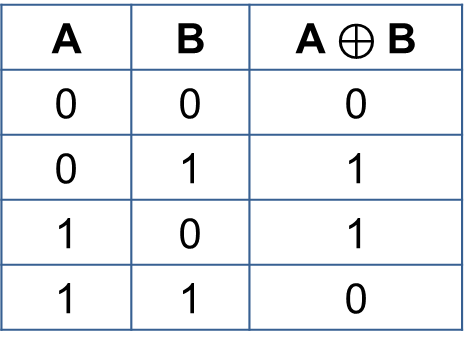 A B A ⊕ B
0 0 0
0 1 1
1 0 1
1 1 0